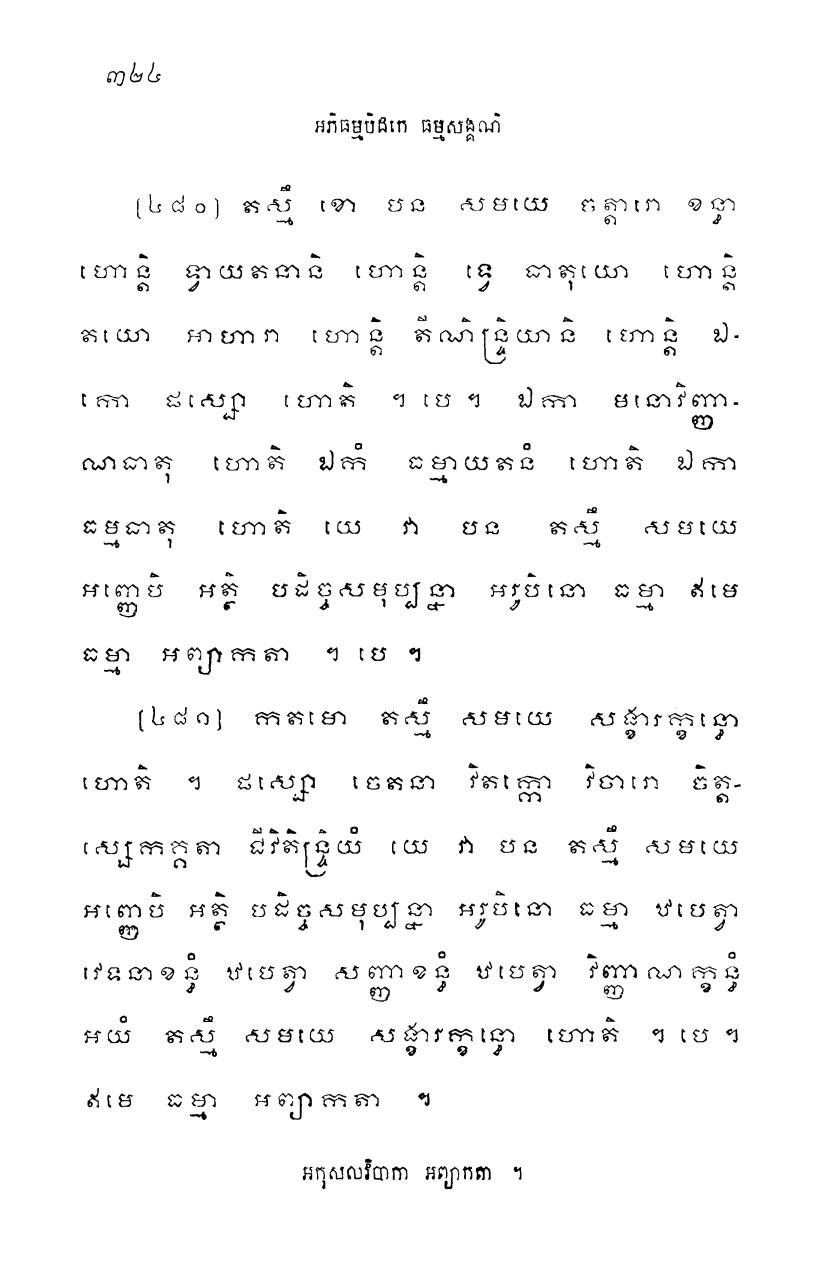 ៣២៤
អភិធម្មបិដកេ ធម្មសង្គណិ
(៤៨០) តស្មឹ ខោ បន សមយេ ចត្តារោ ខន្ធា
ហោន្តិ ទ្វាយតនានិ ហោន្តិ ទ្វេ ធាតុយោ ហោន្តិ
តយោ អាហារា ហោន្តិ តីណិន្ទ្រិយានិ ហោន្តិ ឯ-
កោ ផស្សោ ហោតិ ។ បេ ។ ឯកា មនោវិញ្ញា-
ណធាតុ ហោតិ ឯកំ ធម្មាយតនំ ហោតិ ឯកា
ធម្មធាតុ ហោតិ យេ វា បន តស្មឹ សមយេ
អញ្ញេបិ អត្ថិ បដិច្ចសមុប្បន្នា អរូបិនោ ធម្មា ឥមេ
ធម្មា អព្យាកតា ។ បេ ។
(៤៨១) កតមោ តស្មឹ សមយេ សង្ខារក្ខន្ធោ
ហោតិ ។ ផស្សោ ចេតនា វិតក្កោ វិចារោ ចិត្ត-
ស្សេកគ្គតា ជីវិតិន្ទ្រិយំ យេ វា បន តស្មឹ សមយេ
អញ្ញេបិ អត្ថិ បដិច្ចសមុប្បន្នា អរូបិនោ ធម្មា ឋបេត្វា
វេទនាខន្ធំ ឋបេត្វា សញ្ញាខន្ធំ ឋបេត្វា វិញ្ញាណក្ខន្ធំ
អយំ តស្មឹ សមយេ សង្ខារក្ខន្ធោ ហោតិ ។ បេ ។
ឥមេ ធម្មា អព្យាកតា ។
អកុសលវិបាកា អព្យាកតា ។